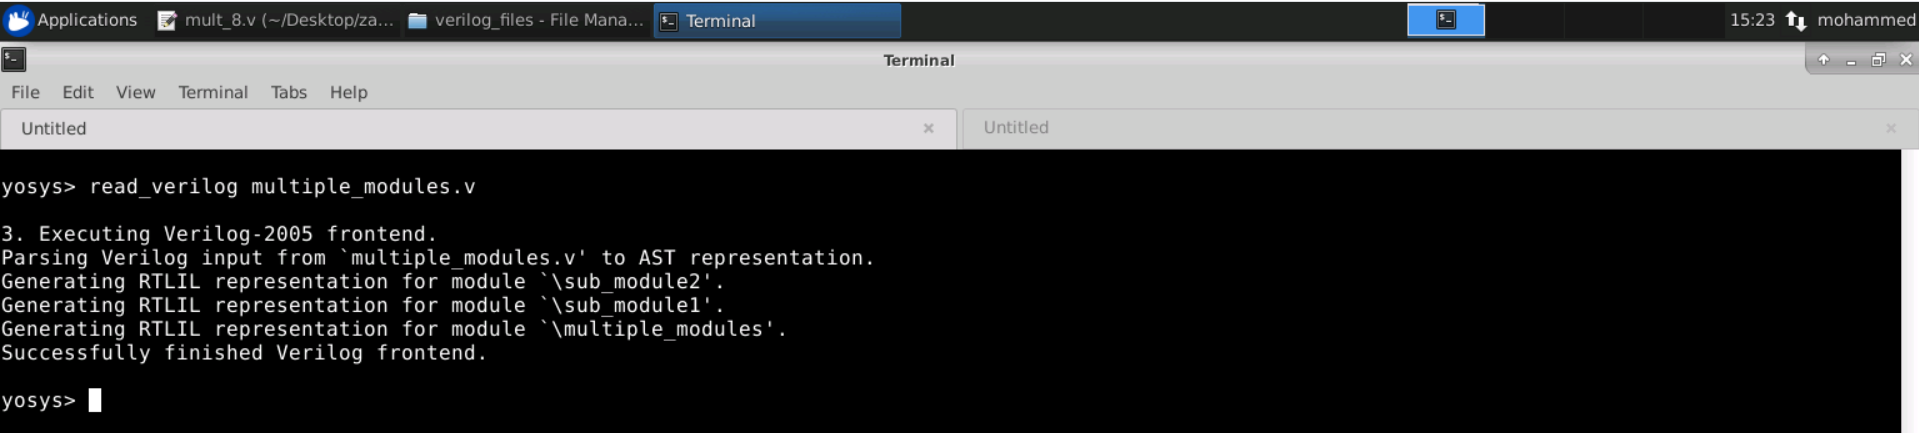 Applications mult_8.v (~/Desktop/za... verilog_files - File Mana... Terminal 15:23 mohammed
Terminal
File Edit View Terminal Tabs Help
Untitled Untitled
yosys> read_verilog multiple_modules.v
3. Executing Verilog-2005 frontend.
Parsing Verilog input from `multiple_modules.v' to AST representation.
Generating RTLIL representation for module `\sub_module2'.
Generating RTLIL representation for module `\sub_module1'.
Generating RTLIL representation for module `\multiple_modules'.
Successfully finished Verilog frontend.
yosys>